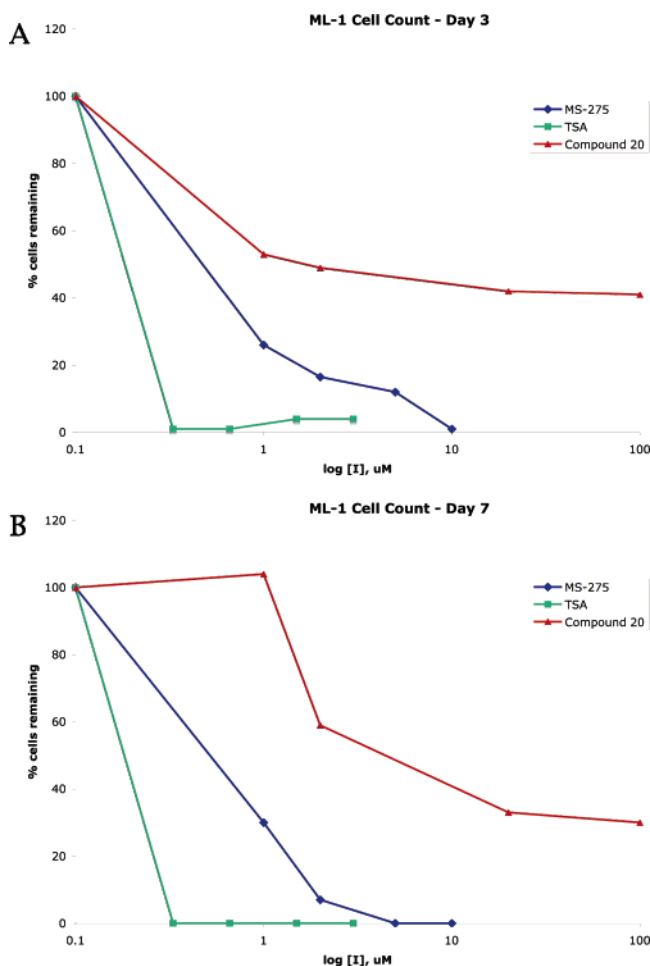 A
ML-1 Cell Count - Day 3
120
100
80
60
40
20
0
% cells remaining
MS-275
TSA
Compound 20
0.1 1 10 100
log [I], uM
B
ML-1 Cell Count - Day 7
120
100
80
60
40
20
0
% cells remaining
MS-275
TSA
Compound 20
0.1 1 10 100
log [I], uM